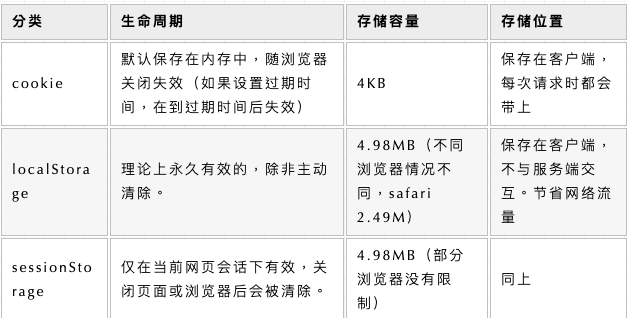 分类
生命周期
存储容量
存储位置
cookie
默认保存在内存中，随浏览器
关闭失效（如果设置过期时
间，在到过期时间后失效）
4KB
保存在客户端，
每次请求时都会
带上
localStora
ge
理论上永久有效的，除非主动
清除。
4.98MB（不同
浏览器情况不
同，safari
2.49M）
保存在客户端，
不与服务端交
互。节省网络流
量
sessionSto
rage
仅在当前网页会话下有效，关
闭页面或浏览器后会被清除。
4.98MB（部分
浏览器没有限
制）
同上